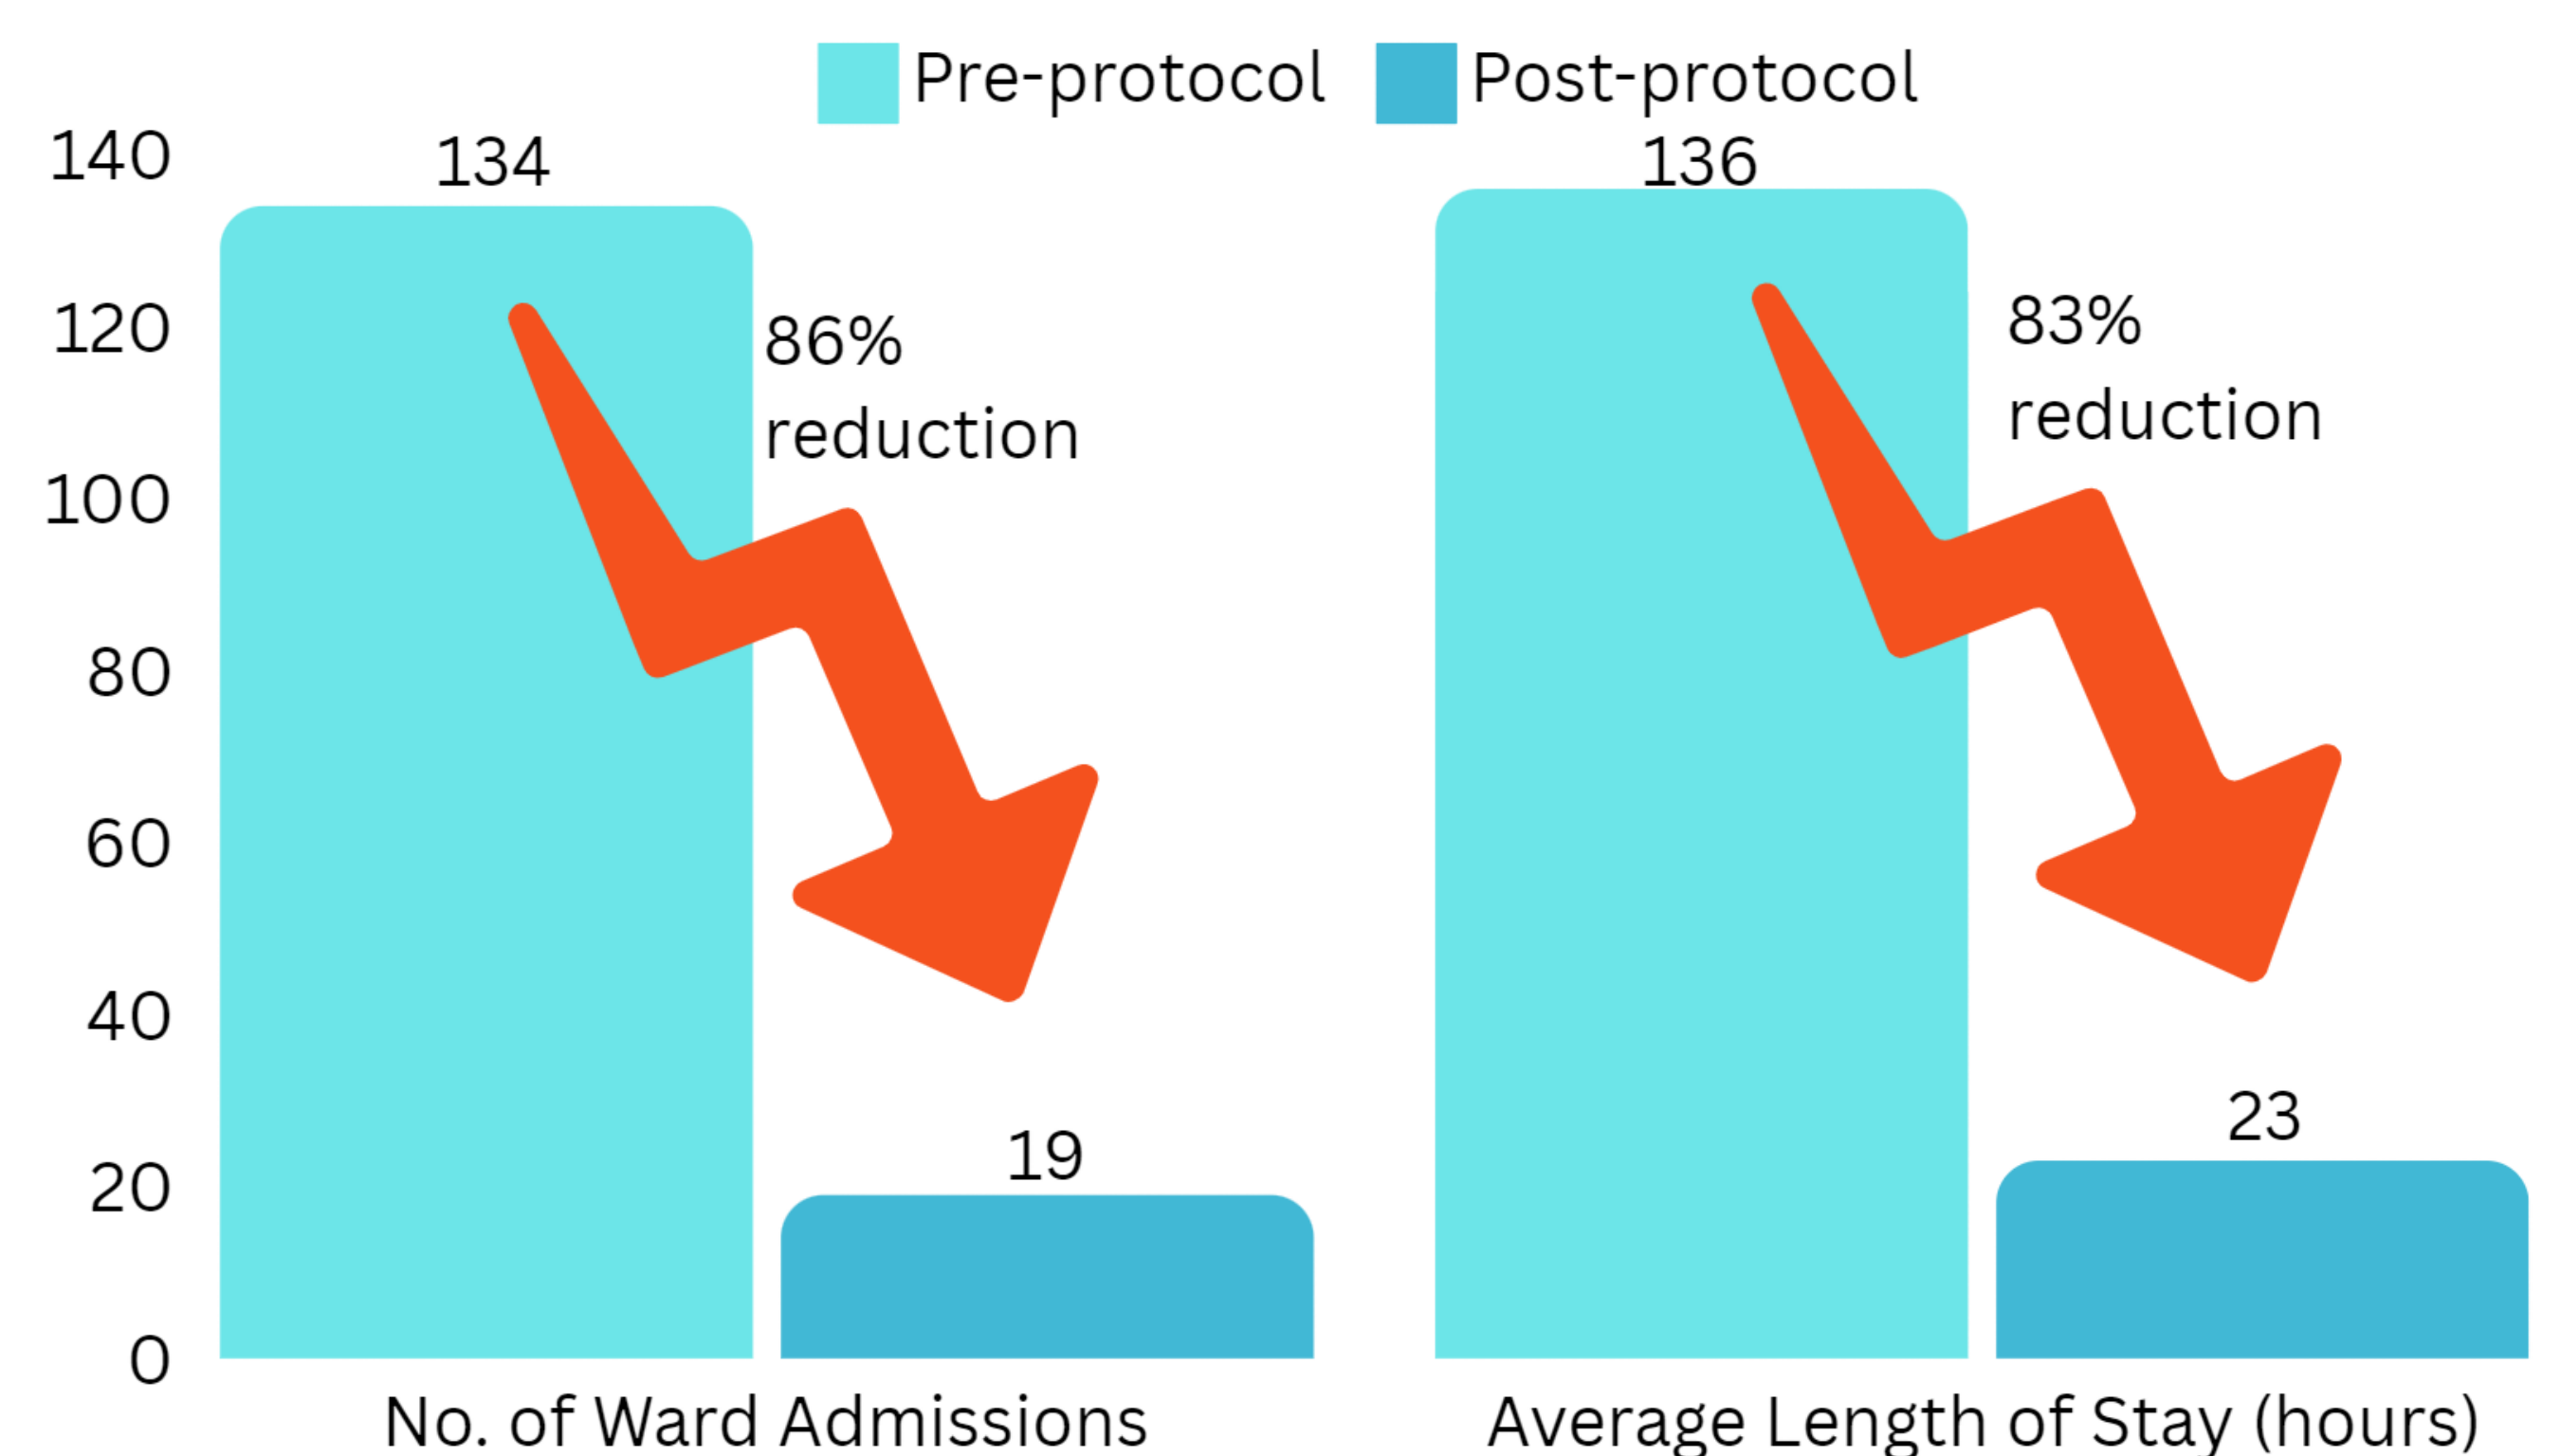 Pre-protocol Post-protocol
140
120
100
80
60
40
20
0
134
86%
reduction
19
136
83%
reduction
23
No. of Ward Admissions
Average Length of Stay (hours)